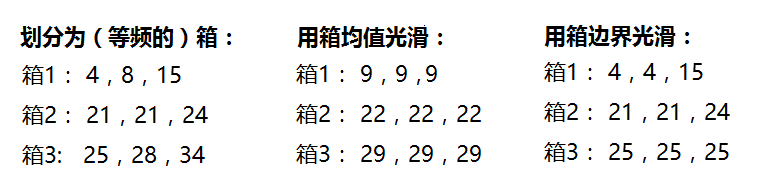 划分为（等频的）箱：
箱1： 4，8，15
箱2： 21，21，24
箱3: 25，28，34
用箱均值光滑：
箱1： 9，9 ,9
箱2： 22，22，22
箱3： 29，29，29
用箱边界光滑：
箱1： 4，4，15
箱2： 21，21，24
箱3： 25，25，25